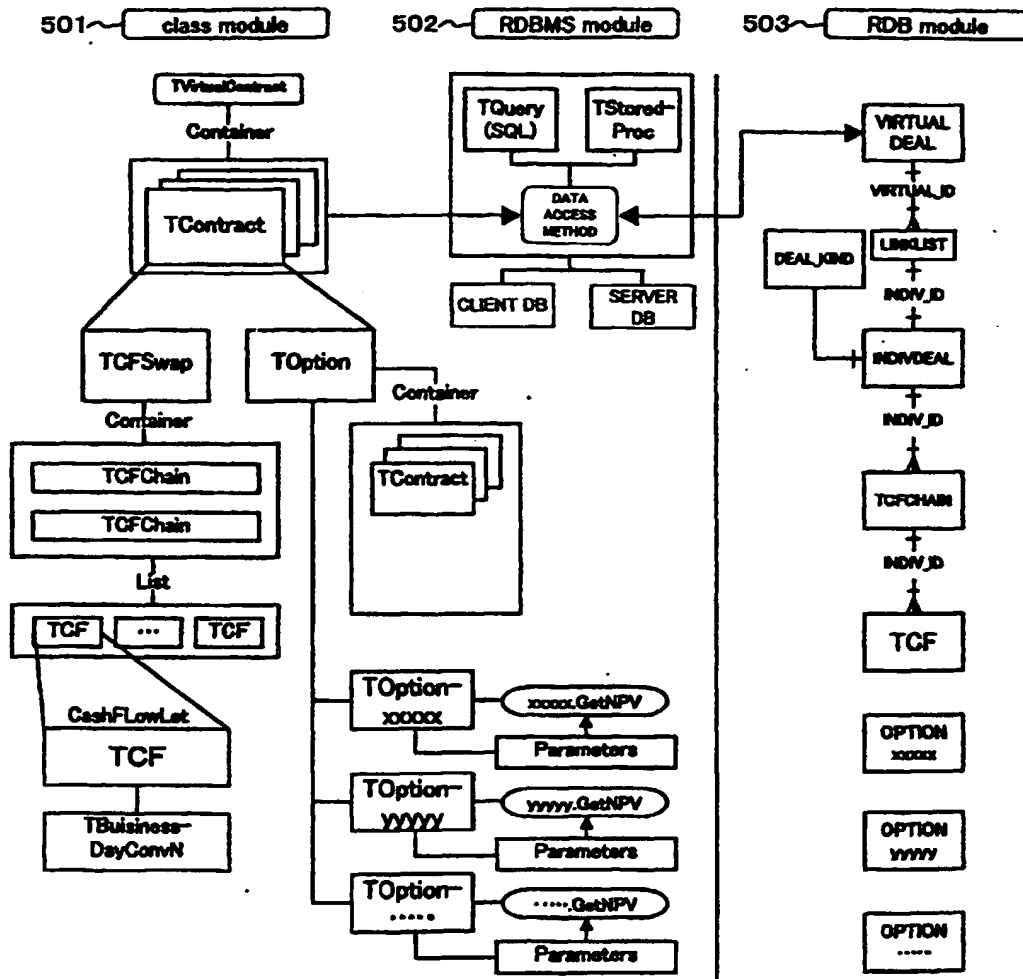 501 class module
502 RDBMS module
503 RDB module
TVirtualContract
Container
TContract
TCFSwap
TOption
Container
TCFChain
TCFChain
List
TCF
...
TCF
CashFLowLet
TCF
TBuisiness-
DayConvN
Container
TContract
TOption-
xxxxx
xxxxx.GetNPV
Parameters
TOption-
yyyyy
yyyyy.GetNPV
Parameters
TOption-
.....
.....GetNPV
Parameters
TQuery
(SQL)
TStored-
Proc
DATA
ACCESS
METHOD
CLIENT DB
SERVER
DB
VIRTUAL
DEAL
VIRTUAL_ID
LINKLIST
DEAL_KIND
INDIV_ID
INDIVDEAL
INDIV_ID
TCFCHAIN
INDIV_ID
TCF
OPTION
xxxxx
OPTION
yyyyy
OPTION
.....